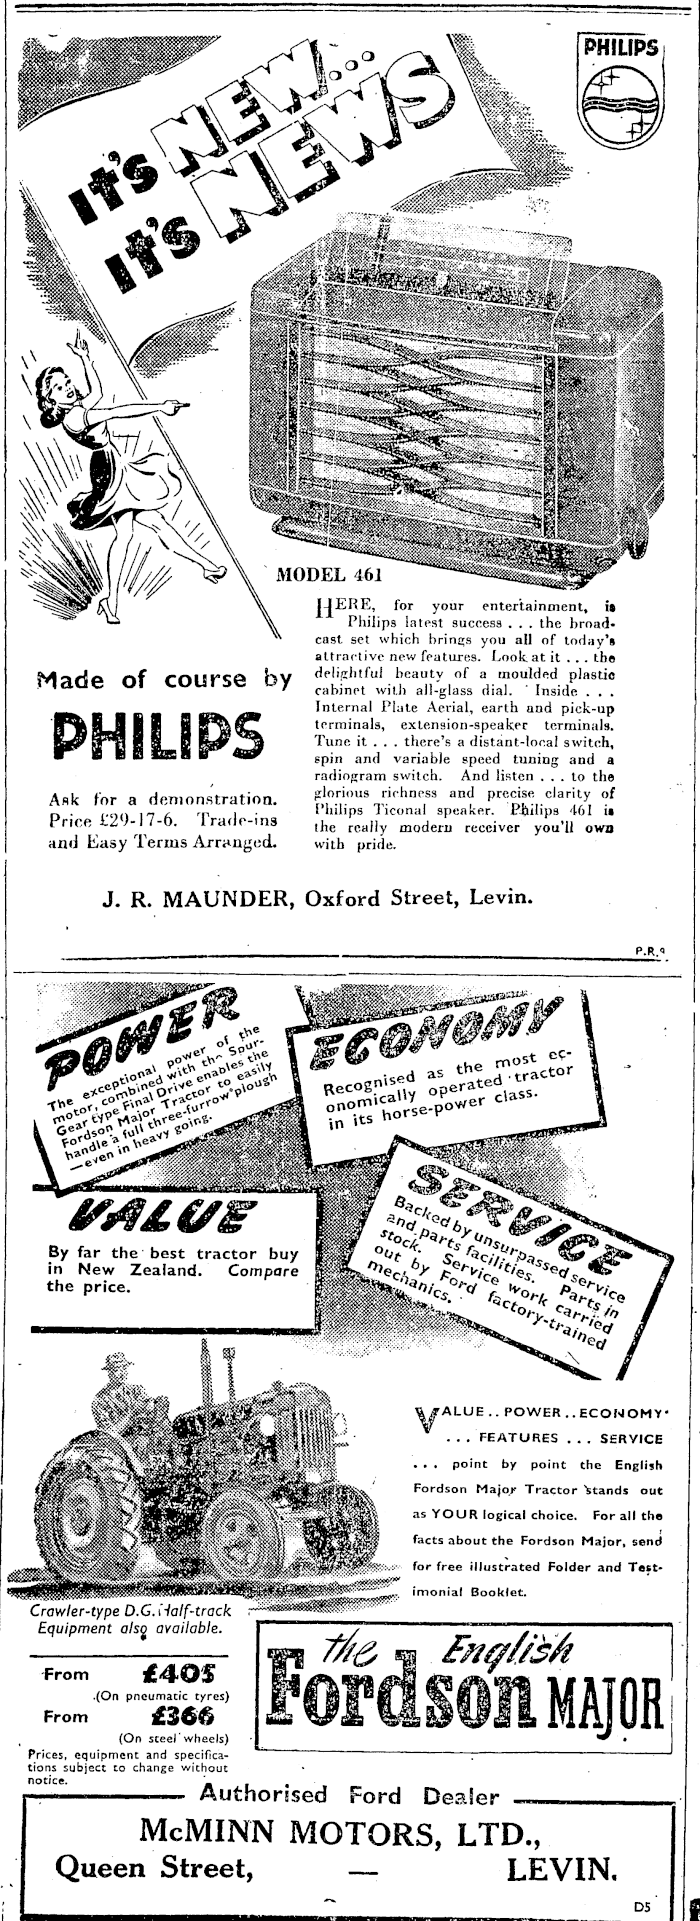 PHILIPS
IT'S NEW...
IT'S NEWS
MODEL 461
HERE, for your entertainment, is
Philips latest success . . . the broad-
cast set which brings you all of today's
attractive new features. Look at it . . . the
delightful beauty of a moulded plastic
cabinet with all-glass dial. Inside . . .
Internal Plate Aerial, earth and pick-up
terminals, extension-speaker terminals.
Tune it . . . there's a distant-local switch,
spin and variable speed tuning and a
radiogram switch. And listen . . . to the
glorious richness and precise clarity of
Philips Ticonal speaker. Philips 461 is
the really modern receiver you'll own
with pride.
Made of course by
PHILIPS
Ask for a demonstration.
Price £29-17-6. Trade-ins
and Easy Terms Arranged.
J. R. MAUNDER, Oxford Street, Levin.
P.R.9
POWER
The exceptional power of the
motor, combined with the Spur-
Gear type Final Drive enables the
Fordson Major Tractor to easily
handle a full three-furrow plough
—even in heavy going.
ECONOMY
Recognised as the most ec-
onomically operated tractor
in its horse-power class.
VALUE
By far the best tractor buy
in New Zealand. Compare
the price.
SERVICE
Backed by unsurpassed service
and parts facilities. Parts in
stock. Service work carried
out by Ford factory-trained
mechanics.
VALUE . . POWER . . ECONOMY
. . . FEATURES . . . SERVICE
. . . point by point the English
Fordson Major Tractor stands out
as YOUR logical choice. For all the
facts about the Fordson Major, send
for free illustrated Folder and Test-
imonial Booklet.
Crawler-type D.G. Half-track
Equipment also available.
From £405
(On pneumatic tyres)
From £366
(On steel wheels)
Prices, equipment and specifica-
tions subject to change without
notice.
the English
Fordson MAJOR
Authorised Ford Dealer
McMINN MOTORS, LTD.,
Queen Street, — LEVIN.
D5